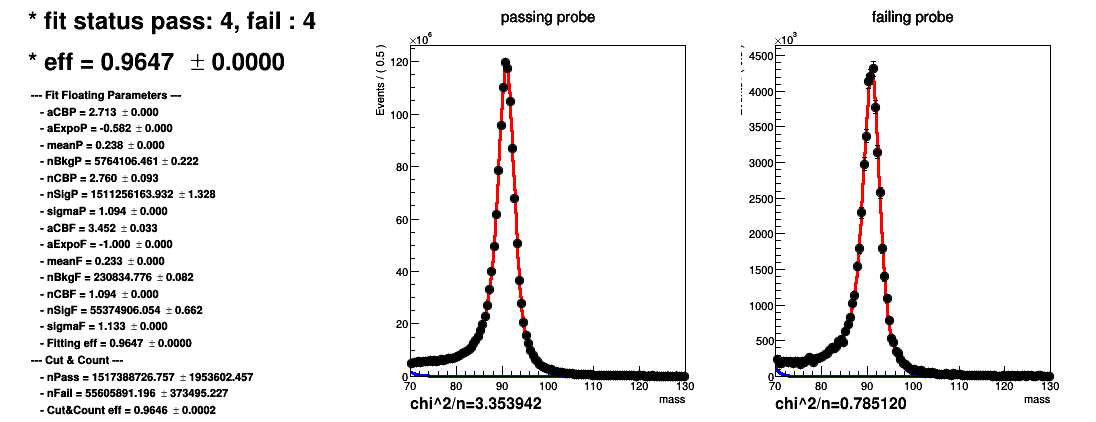 * fit status pass: 4, fail : 4
* eff = 0.9647 ± 0.0000
--- Fit Floating Parameters ---
- aCBP = 2.713 ± 0.000
- aExpoP = -0.582 ± 0.000
- meanP = 0.238 ± 0.000
- nBkgP = 5764106.461 ± 0.222
- nCBP = 2.760 ± 0.093
- nSigP = 1511256163.932 ± 1.328
- sigmaP = 1.094 ± 0.000
- aCBF = 3.452 ± 0.033
- aExpoF = -1.000 ± 0.000
- meanF = 0.233 ± 0.000
- nBkgF = 230834.776 ± 0.082
- nCBF = 1.094 ± 0.000
- nSigF = 55374906.054 ± 0.662
- sigmaF = 1.133 ± 0.000
- Fitting eff = 0.9647 ± 0.0000
--- Cut & Count ---
- nPass = 1517388726.757 ± 1953602.457
- nFail = 55605891.196 ± 373495.227
- Cut&Count eff = 0.9646 ± 0.0002
passing probe
×10⁶
Events / ( 0.5 )
120
100
80
60
40
20
0
70 80 90 100 110 120 130
mass
chi^2/n=3.353942
failing probe
×10³
4500
4000
3500
3000
2500
2000
1500
1000
500
0
70 80 90 100 110 120 130
mass
chi^2/n=0.785120